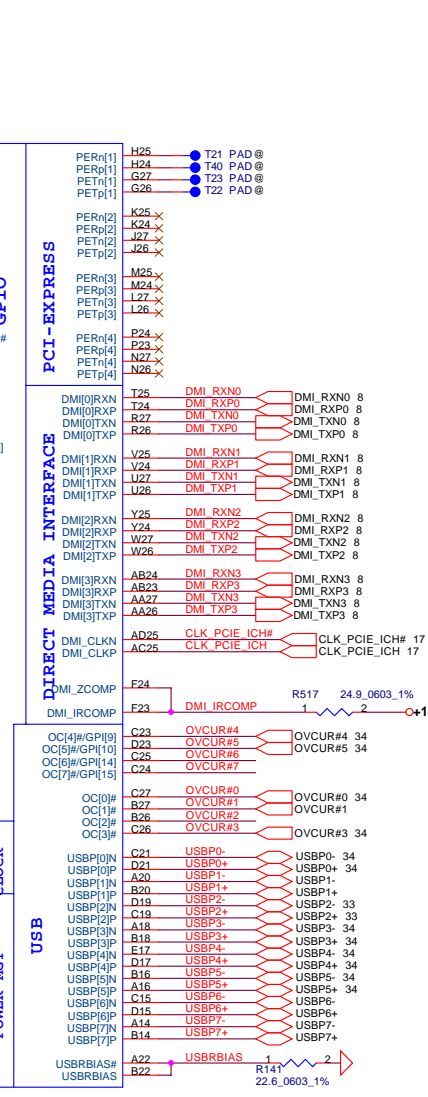 PERn[1] H25 T21 PAD @
PERp[1] H24 T40 PAD @
PETn[1] G27 T23 PAD @
PETp[1] G26 T22 PAD @
PERn[2] K25
PERp[2] K24
PETn[2] J27
PETp[2] J26
PERn[3] M25
PERp[3] M24
PETn[3] L27
PETp[3] L26
PERn[4] P24
PERp[4] P23
PETn[4] N27
PETp[4] N26
PCI-EXPRESS
GPIO
#
]
DMI[0]RXN T25 DMI_RXN0 DMI_RXN0 8
DMI[0]RXP T24 DMI_RXP0 DMI_RXP0 8
DMI[0]TXN R27 DMI_TXN0 DMI_TXN0 8
DMI[0]TXP R26 DMI_TXP0 DMI_TXP0 8
DMI[1]RXN V25 DMI_RXN1 DMI_RXN1 8
DMI[1]RXP V24 DMI_RXP1 DMI_RXP1 8
DMI[1]TXN U27 DMI_TXN1 DMI_TXN1 8
DMI[1]TXP U26 DMI_TXP1 DMI_TXP1 8
DMI[2]RXN Y25 DMI_RXN2 DMI_RXN2 8
DMI[2]RXP Y24 DMI_RXP2 DMI_RXP2 8
DMI[2]TXN W27 DMI_TXN2 DMI_TXN2 8
DMI[2]TXP W26 DMI_TXP2 DMI_TXP2 8
DMI[3]RXN AB24 DMI_RXN3 DMI_RXN3 8
DMI[3]RXP AB23 DMI_RXP3 DMI_RXP3 8
DMI[3]TXN AA27 DMI_TXN3 DMI_TXN3 8
DMI[3]TXP AA26 DMI_TXP3 DMI_TXP3 8
DMI_CLKN AD25 CLK_PCIE_ICH# CLK_PCIE_ICH# 17
DMI_CLKP AC25 CLK_PCIE_ICH CLK_PCIE_ICH 17
DMI_ZCOMP F24
DMI_IRCOMP F23 DMI_IRCOMP R517 24.9_0603_1% 1 2 +1
DIRECT MEDIA INTERFACE
OC[4]#/GPI[9] C23 OVCUR#4 OVCUR#4 34
OC[5]#/GPI[10] D23 OVCUR#5 OVCUR#5 34
OC[6]#/GPI[14] C25 OVCUR#6
OC[7]#/GPI[15] C24 OVCUR#7
OC[0]# C27 OVCUR#0 OVCUR#0 34
OC[1]# B27 OVCUR#1 OVCUR#1
OC[2]# B26 OVCUR#2
OC[3]# C26 OVCUR#3 OVCUR#3 34
USBP[0]N C21 USBP0- USBP0- 34
USBP[0]P D21 USBP0+ USBP0+ 34
USBP[1]N A20 USBP1- USBP1-
USBP[1]P B20 USBP1+ USBP1+
USBP[2]N D19 USBP2- USBP2- 33
USBP[2]P C19 USBP2+ USBP2+ 33
USBP[3]N A18 USBP3- USBP3- 34
USBP[3]P B18 USBP3+ USBP3+ 34
USBP[4]N E17 USBP4- USBP4- 34
USBP[4]P D17 USBP4+ USBP4+ 34
USBP[5]N B16 USBP5- USBP5- 34
USBP[5]P A16 USBP5+ USBP5+ 34
USBP[6]N C15 USBP6- USBP6-
USBP[6]P D15 USBP6+ USBP6+
USBP[7]N A14 USBP7- USBP7-
USBP[7]P B14 USBP7+ USBP7+
USBRBIAS# A22 USBRBIAS 1 2
USBRBIAS B22 R141
22.6_0603_1%
USB